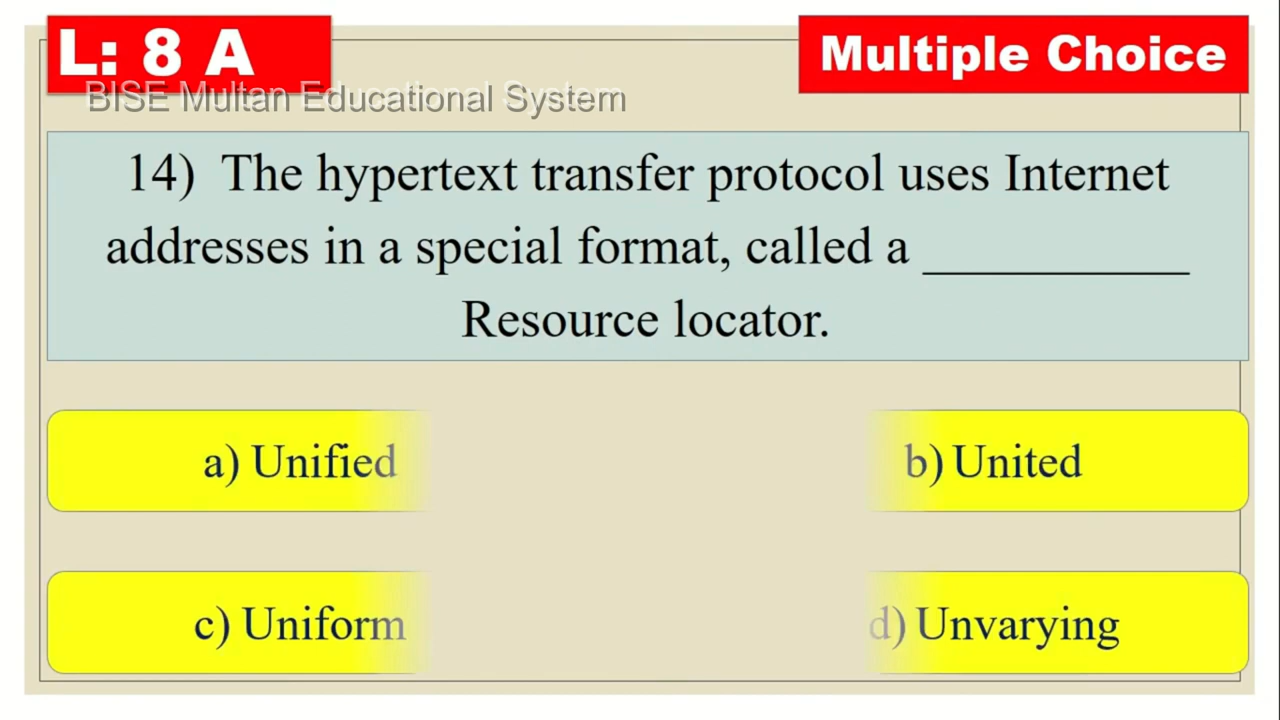 L: 8 A
Multiple Choice
BISE Multan Educational System
14) The hypertext transfer protocol uses Internet
addresses in a special format, called a __________
Resource locator.
a) Unified
b) United
c) Uniform
d) Unvarying